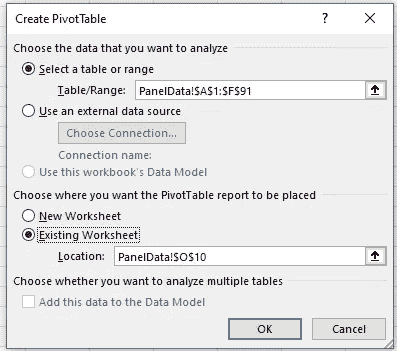 Create PivotTable ? ×
Choose the data that you want to analyze
Select a table or range
Table/Range: PanelData!$A$1:$F$91
Use an external data source
Choose Connection...
Connection name:
Use this workbook's Data Model
Choose where you want the PivotTable report to be placed
New Worksheet
Existing Worksheet
Location: PanelData!$O$10
Choose whether you want to analyze multiple tables
Add this data to the Data Model
OK Cancel